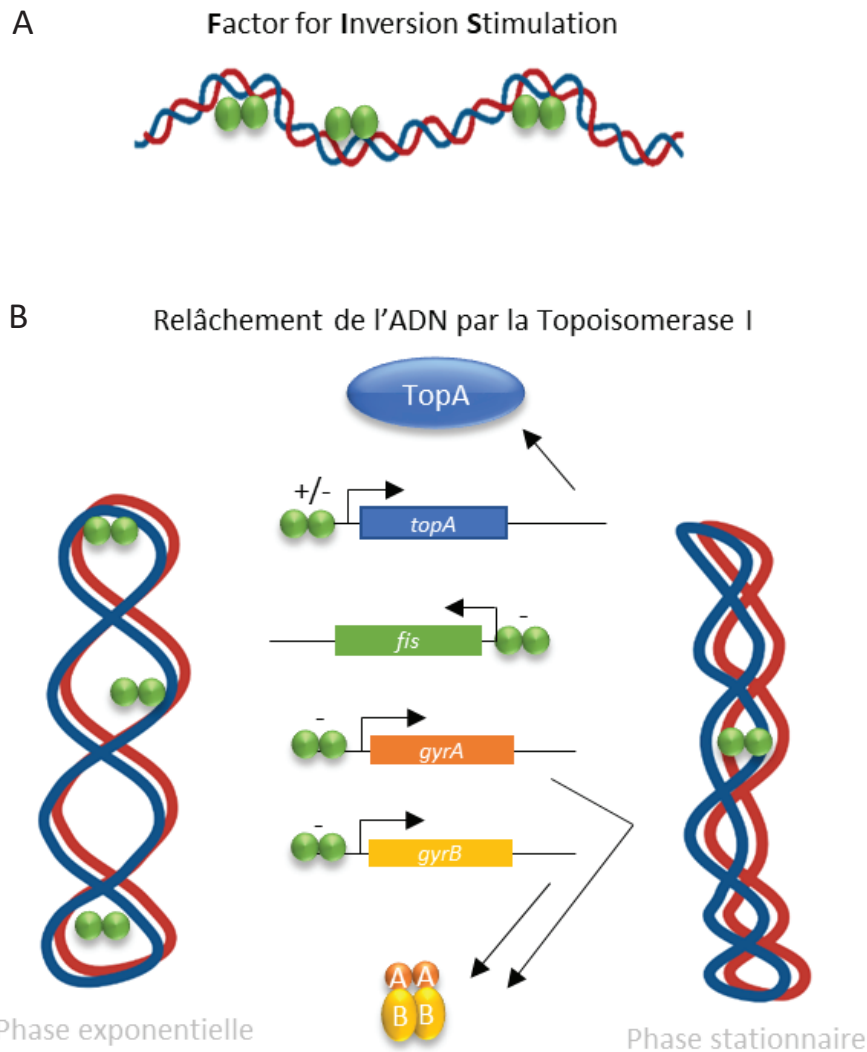 A
Factor for Inversion Stimulation
B
Relâchement de l'ADN par la Topoisomerase I
TopA
+/-
topA
-
fis
-
gyrA
-
gyrB
A A
B B
Phase exponentielle
Phase stationnaire